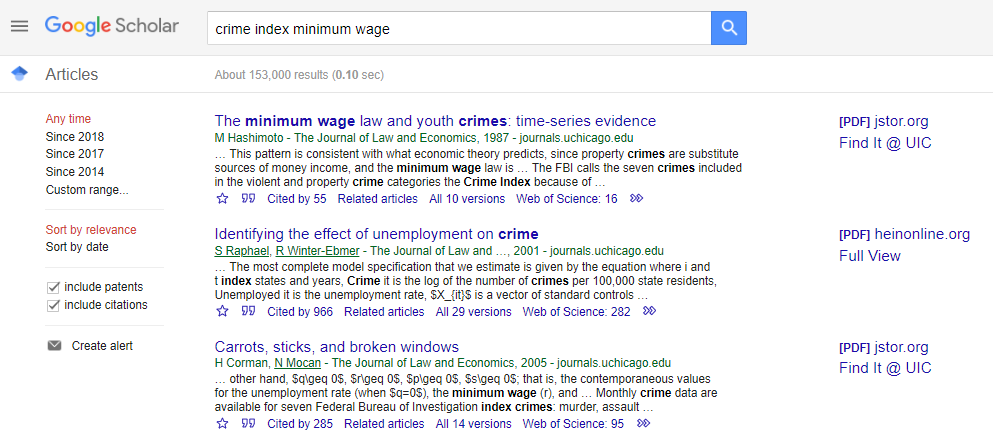 Google Scholar
crime index minimum wage
Articles
About 153,000 results (0.10 sec)
Any time
Since 2018
Since 2017
Since 2014
Custom range...
Sort by relevance
Sort by date
include patents
include citations
Create alert
The minimum wage law and youth crimes: time-series evidence
M Hashimoto - The Journal of Law and Economics, 1987 - journals.uchicago.edu
… This pattern is consistent with what economic theory predicts, since property crimes are substitute
sources of money income, and the minimum wage law is … The FBI calls the seven crimes included
in the violent and property crime categories the Crime Index because of …
Cited by 55 Related articles All 10 versions Web of Science: 16
[PDF] jstor.org
Find It @ UIC
Identifying the effect of unemployment on crime
S Raphael, R Winter-Ebmer - The Journal of Law and …, 2001 - journals.uchicago.edu
… The most complete model specification that we estimate is given by the equation where i and
t index states and years, Crime it is the log of the number of crimes per 100,000 state residents,
Unemployed it is the unemployment rate, $X_{it}$ is a vector of standard controls …
Cited by 966 Related articles All 29 versions Web of Science: 282
[PDF] heinonline.org
Full View
Carrots, sticks, and broken windows
H Corman, N Mocan - The Journal of Law and Economics, 2005 - journals.uchicago.edu
… other hand, $q\geq 0$, $r\geq 0$, $p\geq 0$, $s\geq 0$; that is, the contemporaneous values
for the unemployment rate (when $q=0$), the minimum wage (r), and … Monthly crime data are
available for seven Federal Bureau of Investigation index crimes: murder, assault …
Cited by 285 Related articles All 14 versions Web of Science: 95
[PDF] jstor.org
Find It @ UIC